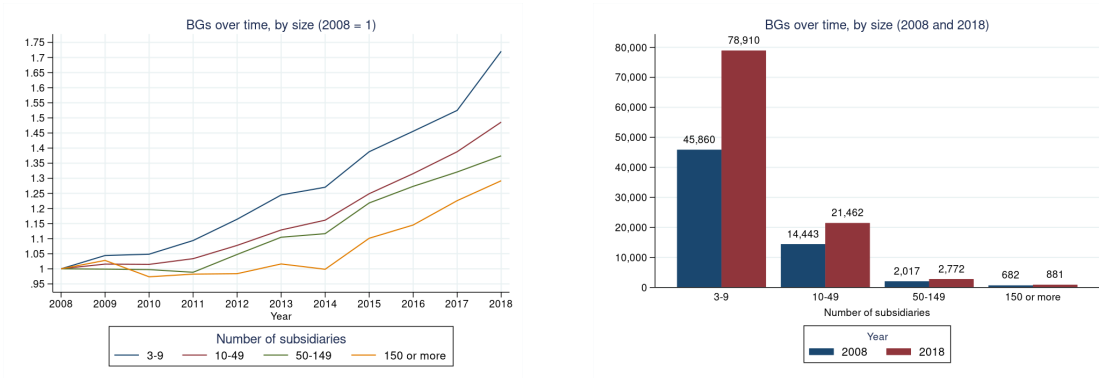 BGs over time, by size (2008 = 1)
1.75
1.7
1.65
1.6
1.55
1.5
1.45
1.4
1.35
1.3
1.25
1.2
1.15
1.1
1.05
1
.95
2008 2009 2010 2011 2012 2013 2014 2015 2016 2017 2018
Year
Number of subsidiaries
3-9 10-49 50-149 150 or more
BGs over time, by size (2008 and 2018)
80,000
70,000
60,000
50,000
40,000
30,000
20,000
10,000
0
45,860 78,910 14,443 21,462 2,017 2,772 682 881
3-9 10-49 50-149 150 or more
Number of subsidiaries
Year
2008 2018